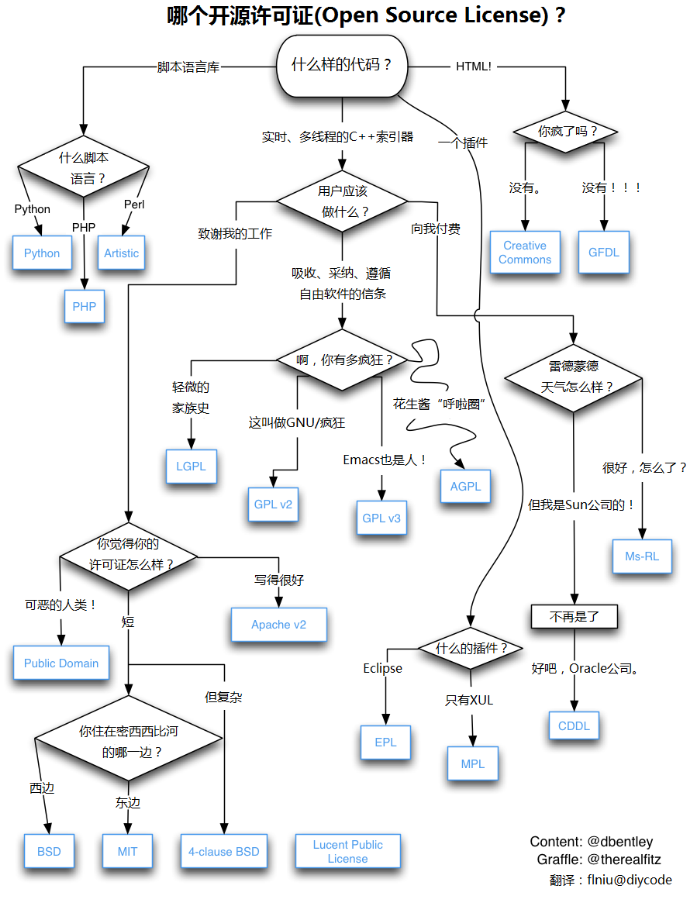 哪个开源许可证(Open Source License)？
什么样的代码？
脚本语言库
HTML!
实时、多线程的C++索引器
一个插件
什么脚本
语言？
你疯了吗？
用户应该
做什么？
没有。
没有！！！
Python
PHP
Perl
致谢我的工作
向我付费
Python
Artistic
Creative
Commons
GFDL
吸收、采纳、遵循
自由软件的信条
PHP
啊，你有多疯狂？
雷德蒙德
天气怎么样？
轻微的
家族史
花生酱“呼啦圈”
这叫做GNU/疯狂
Emacs也是人！
LGPL
很好，怎么了？
AGPL
GPL v2
GPL v3
但我是Sun公司的！
你觉得你的
许可证怎么样？
Ms-RL
写得很好
可恶的人类！
短
Apache v2
不再是了
什么的插件？
Public Domain
Eclipse
好吧，Oracle公司。
但复杂
只有XUL
你住在密西西比河
的哪一边？
CDDL
EPL
MPL
西边
东边
BSD
MIT
4-clause BSD
Lucent Public
License
Content: @dbentley
Graffle: @therealfitz
翻译：flniu@diycode